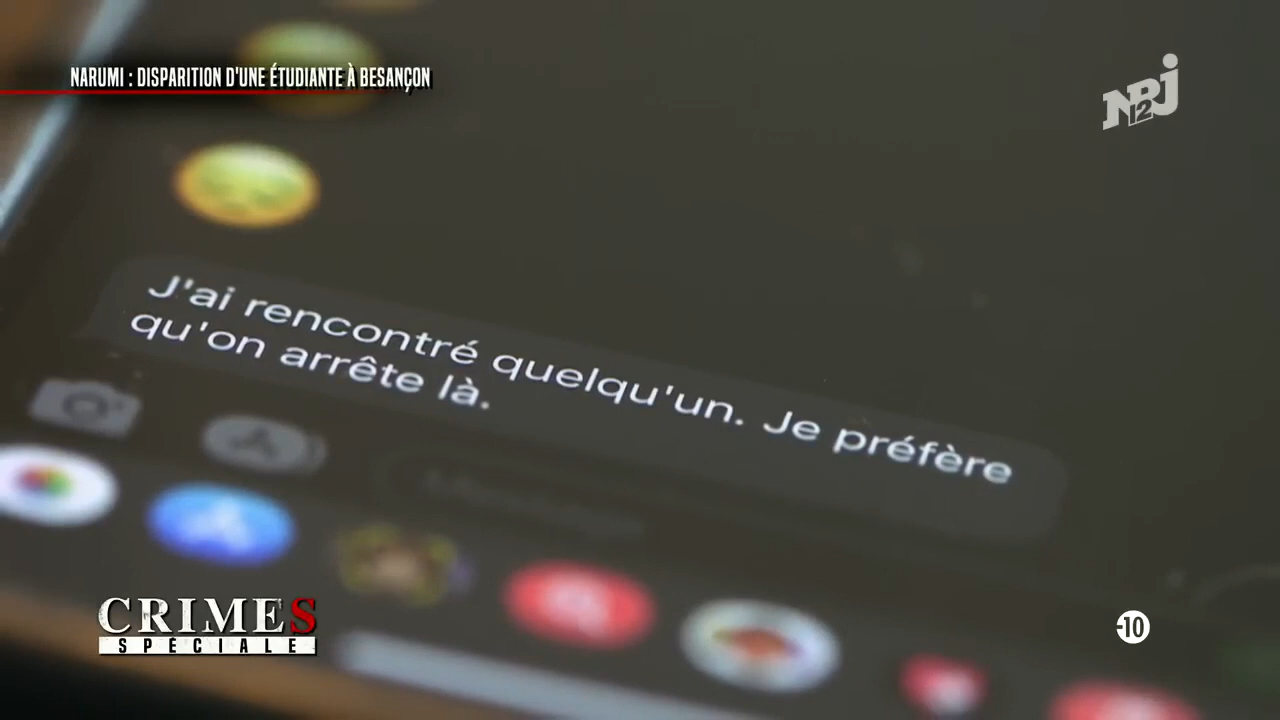 NARUMI : DISPARITION D'UNE ÉTUDIANTE À BESANÇON
NRJ
12
J'ai rencontré quelqu'un. Je préfère
qu'on arrête là.
CRIMES
SPÉCIALE
-10